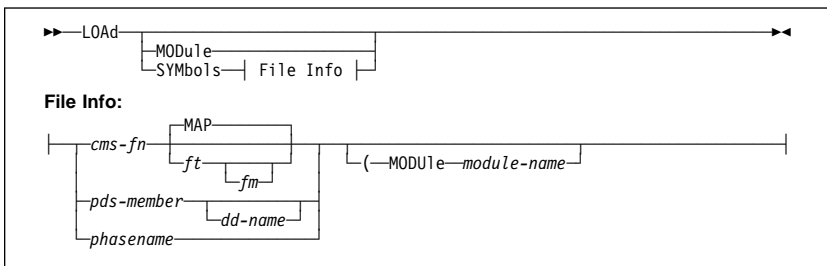 LOAd
MODule
SYMbols File Info
File Info:
MAP
cms-fn ( MODUle module-name
ft
fm
pds-member
dd-name
phasename